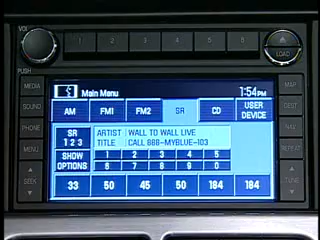 VOL
1 2 3 4 5 6
LOAD
PUSH
Main Menu 1:54PM
MEDIA MAP
AM FM1 FM2 SR CD USER DEVICE
SOUND DEST
SR 1 2 3
ARTIST WALL TO WALL LIVE
TITLE CALL 888-MYBLUE-103
PHONE NAV
SHOW OPTIONS
1 2 3 4 5
6 7 8 9 0
MENU REPEAT
33 50 45 50 184 184
SEEK TUNE